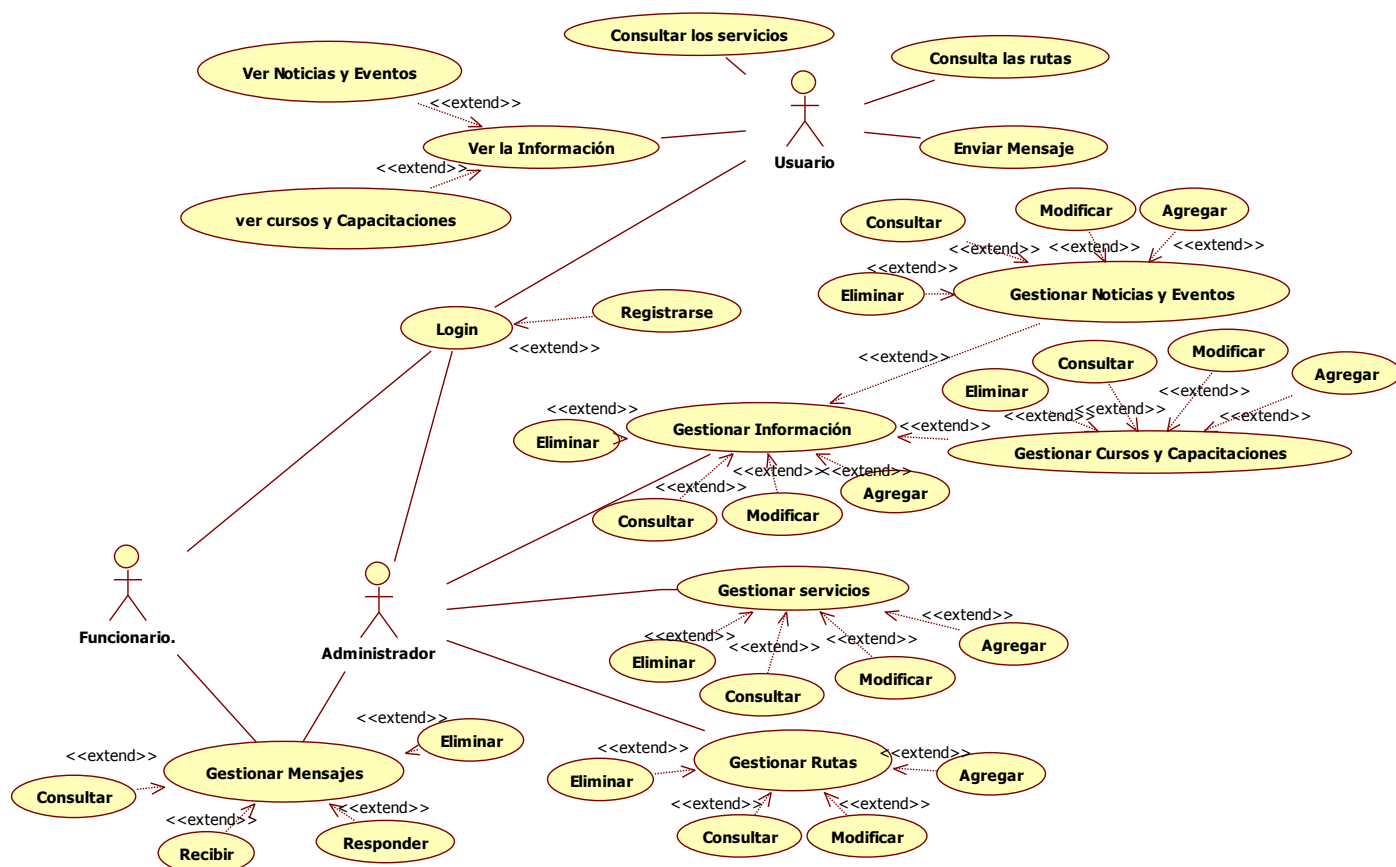 Consultar los servicios
Consulta las rutas
Ver Noticias y Eventos
<<extend>>
Ver la Información
Usuario
Enviar Mensaje
<<extend>>
ver cursos y Capacitaciones
Consultar
Modificar
Agregar
<<extend>>
<<extend>>
<<extend>>
<<extend>>
Eliminar
Gestionar Noticias y Eventos
Login
Registrarse
<<extend>>
<<extend>>
Consultar
Modificar
Agregar
Eliminar
<<extend>>
<<extend>>
<<extend>>
<<extend>>
<<extend>>
Eliminar
Gestionar Información
<<extend>>
Gestionar Cursos y Capacitaciones
<<extend>>
<<extend>>
<<extend>>
Consultar
Modificar
Agregar
Funcionario.
Administrador
Gestionar servicios
<<extend>>
<<extend>>
<<extend>>
<<extend>>
Eliminar
Consultar
Modificar
Agregar
<<extend>>
Eliminar
<<extend>>
Gestionar Mensajes
Consultar
<<extend>>
<<extend>>
Recibir
Responder
<<extend>>
Eliminar
Gestionar Rutas
<<extend>>
Agregar
<<extend>>
<<extend>>
Consultar
Modificar